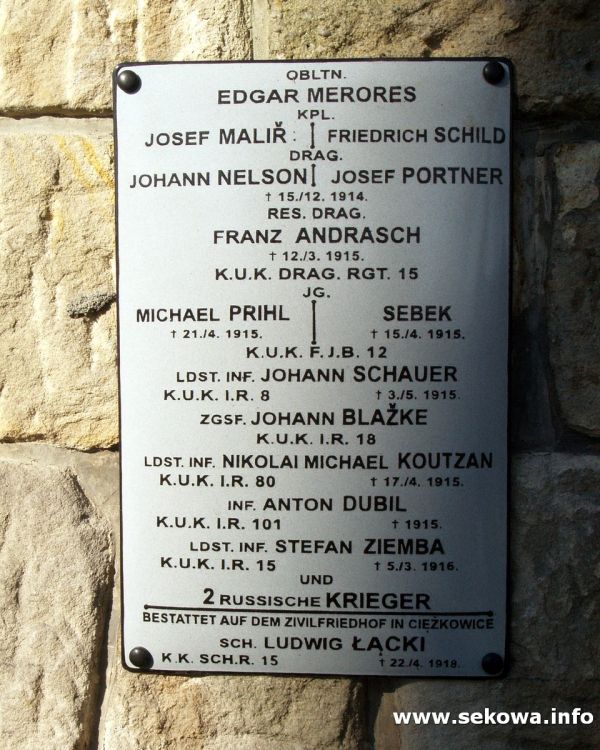 OBLTN.
EDGAR MERORES
KPL.
JOSEF MALIŘ FRIEDRICH SCHILD
DRAG.
JOHANN NELSON JOSEF PORTNER
† 15./12. 1914.
RES. DRAG.
FRANZ ANDRASCH
† 12./3. 1915.
K.U.K. DRAG. RGT. 15
JG.
MICHAEL PRIHL SEBEK
† 21./4. 1915. † 15./4. 1915.
K.U.K. F.J.B. 12
LDST. INF. JOHANN SCHAUER
K.U.K. I.R. 8 † 3./5. 1915.
ZGSF. JOHANN BLAŽKE
K.U.K. I.R. 18
LDST. INF. NIKOLAI MICHAEL KOUTZAN
K.U.K. I.R. 80 † 17./4. 1915.
INF. ANTON DUBIL
K.U.K. I.R. 101 † 1915.
LDST. INF. STEFAN ZIEMBA
K.U.K. I.R. 15 † 5./3. 1916.
UND
2 RUSSISCHE KRIEGER
BESTATTET AUF DEM ZIVILFRIEDHOF IN CIĘŻKOWICE
SCH. LUDWIG ŁĄCKI
K.K. SCH.R. 15 † 22./4. 1918.
www.sekowa.info